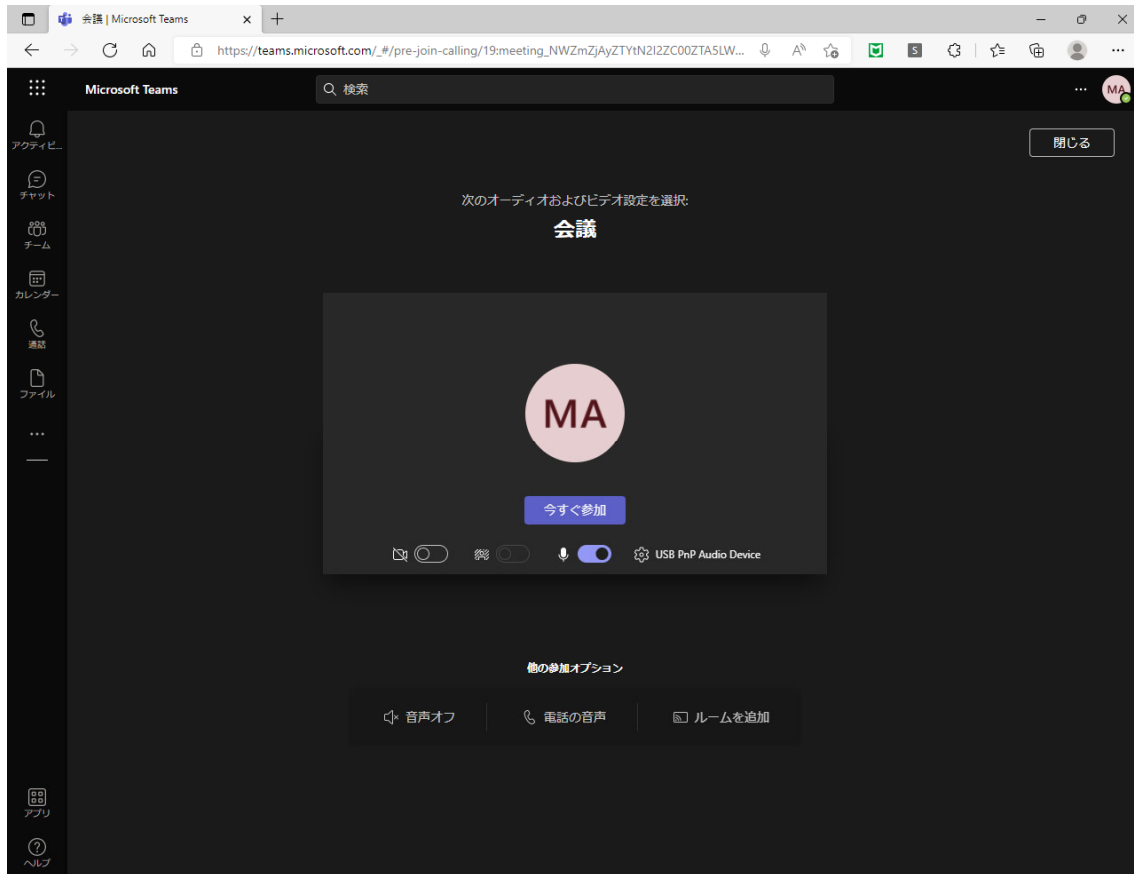 会議 | Microsoft Teams
https://teams.microsoft.com/_#/pre-join-calling/19:meeting_NWZmZjAyZTYtN2I2ZC00ZTA5LW...
S
Microsoft Teams
検索
MA
アクティビ...
閉じる
チャット
次のオーディオおよびビデオ設定を選択:
チーム
会議
カレンダー
通話
ファイル
MA
今すぐ参加
USB PnP Audio Device
他の参加オプション
音声オフ
電話の音声
ルームを追加
アプリ
ヘルプ